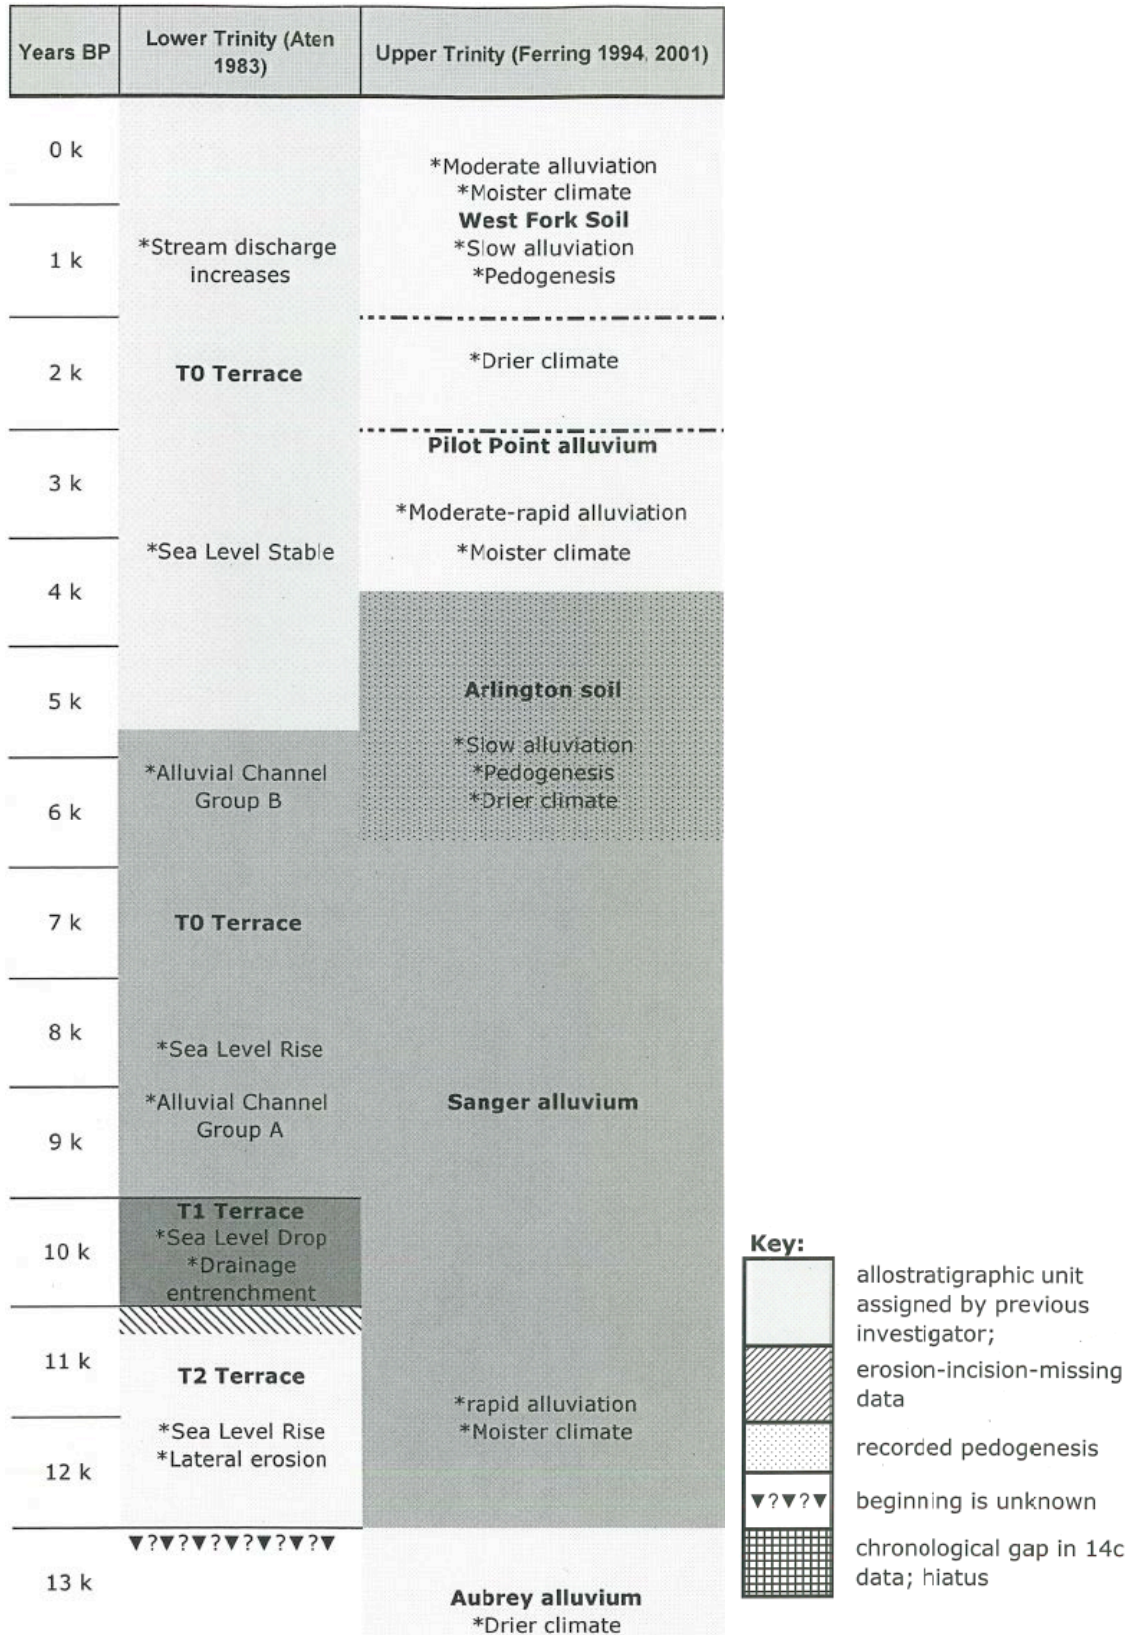 Years BP
Lower Trinity (Aten
1983)
Upper Trinity (Ferring 1994, 2001)
0 k
1 k
2 k
3 k
4 k
5 k
6 k
7 k
8 k
9 k
10 k
11 k
12 k
13 k
*Stream discharge
increases
T0 Terrace
*Sea Level Stable
*Alluvial Channel
Group B
T0 Terrace
*Sea Level Rise
*Alluvial Channel
Group A
T1 Terrace
*Sea Level Drop
*Drainage
entrenchment
T2 Terrace
*Sea Level Rise
*Lateral erosion
▼?▼?▼?▼?▼?▼?▼
*Moderate alluviation
*Moister climate
West Fork Soil
*Slow alluviation
*Pedogenesis
*Drier climate
Pilot Point alluvium
*Moderate-rapid alluviation
*Moister climate
Arlington soil
*Slow alluviation
*Pedogenesis
*Drier climate
Sanger alluvium
*rapid alluviation
*Moister climate
Aubrey alluvium
*Drier climate
Key:
allostratigraphic unit
assigned by previous
investigator;
erosion-incision-missing
data
recorded pedogenesis
▼?▼?▼
beginning is unknown
chronological gap in 14c
data; hiatus